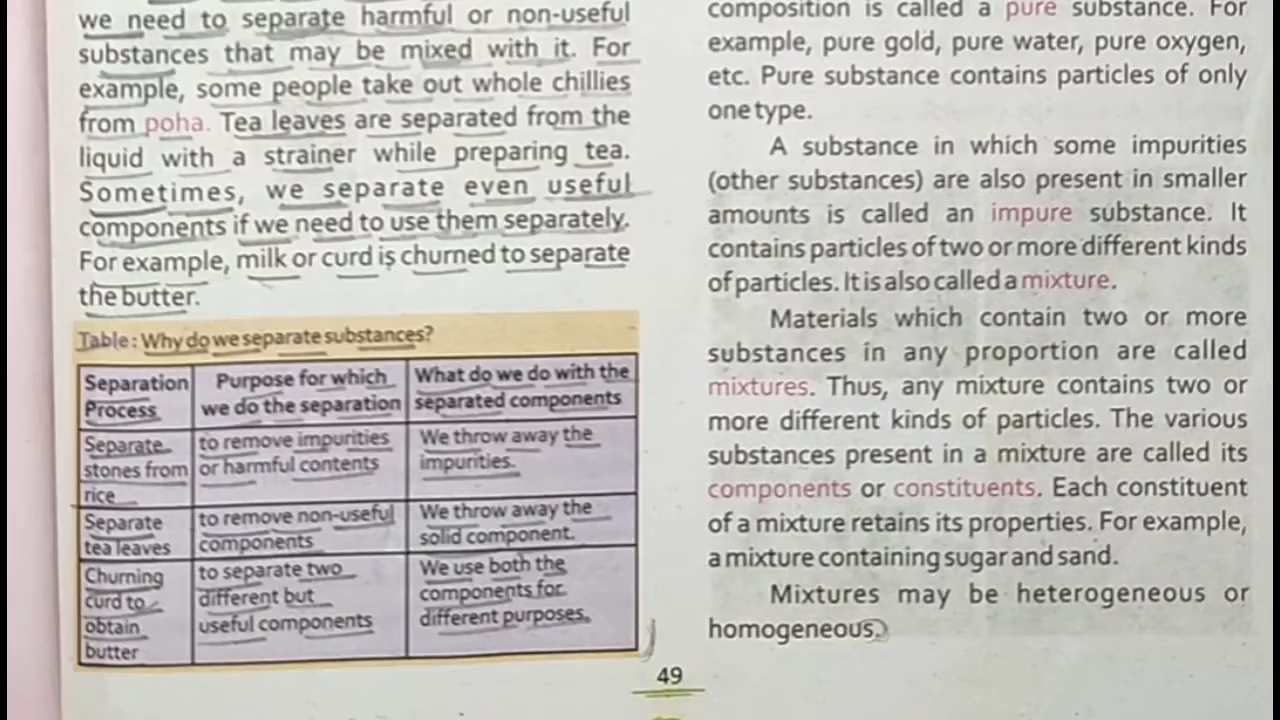 we need to separate harmful or non-useful
substances that may be mixed with it. For
example, some people take out whole chillies
from poha. Tea leaves are separated from the
liquid with a strainer while preparing tea.
Sometimes, we separate even useful
components if we need to use them separately.
For example, milk or curd is churned to separate
the butter.
Table : Why do we separate substances?
Separation Process
Purpose for which we do the separation
What do we do with the separated components
Separate stones from rice
to remove impurities or harmful contents
We throw away the impurities.
Separate tea leaves
to remove non-useful components
We throw away the solid component.
Churning curd to obtain butter
to separate two different but useful components
We use both the components for different purposes.
composition is called a pure substance. For
example, pure gold, pure water, pure oxygen,
etc. Pure substance contains particles of only
one type.
A substance in which some impurities
(other substances) are also present in smaller
amounts is called an impure substance. It
contains particles of two or more different kinds
of particles. It is also called a mixture.
Materials which contain two or more
substances in any proportion are called
mixtures. Thus, any mixture contains two or
more different kinds of particles. The various
substances present in a mixture are called its
components or constituents. Each constituent
of a mixture retains its properties. For example,
a mixture containing sugar and sand.
Mixtures may be heterogeneous or
homogeneous.
49